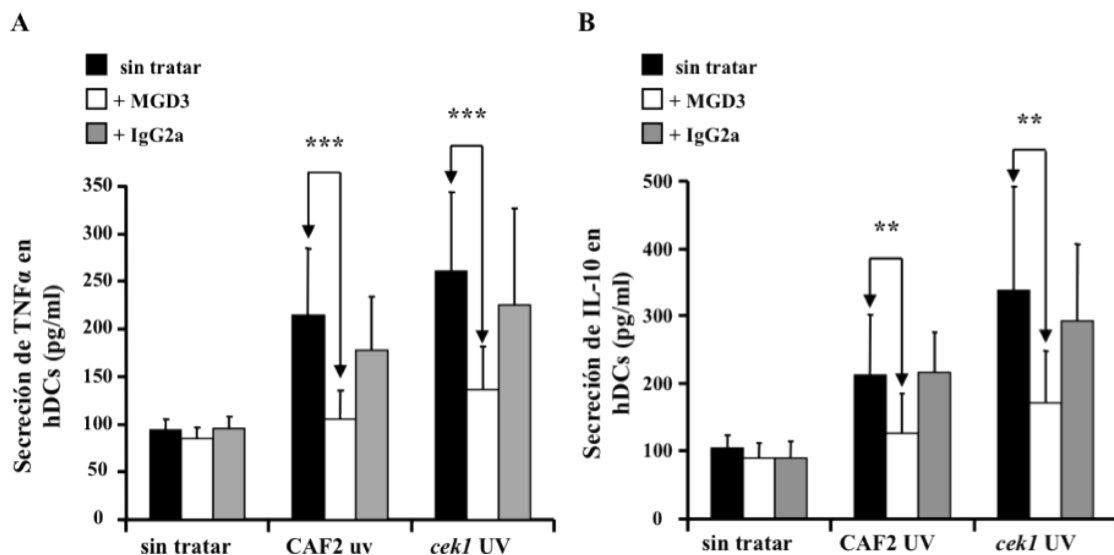 A
sin tratar
+ MGD3
+ IgG2a
***
***
Secreción de TNFα en
hDCs (pg/ml)
350
300
250
200
150
100
50
0
sin tratar
CAF2 uv
cek1 UV
B
sin tratar
+ MGD3
+ IgG2a
**
**
Secreción de IL-10 en
hDCs (pg/ml)
500
400
300
200
100
0
sin tratar
CAF2 UV
cek1 UV